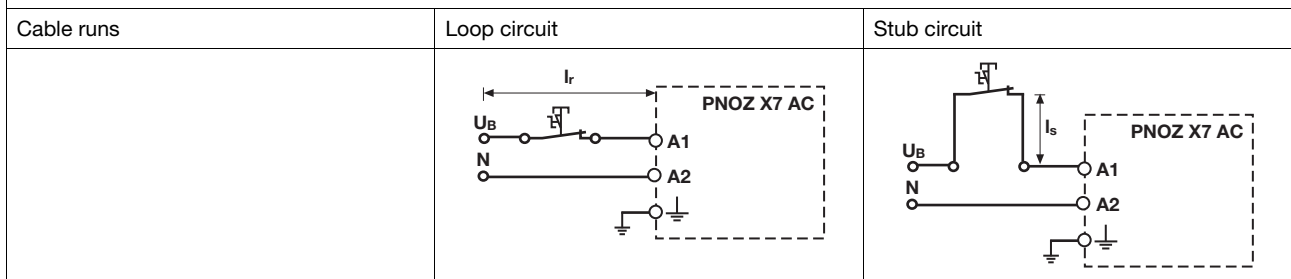 Cable runs
Loop circuit
Stub circuit
lr
PNOZ X7 AC
UB
A1
N
A2
ls
PNOZ X7 AC
UB
A1
N
A2